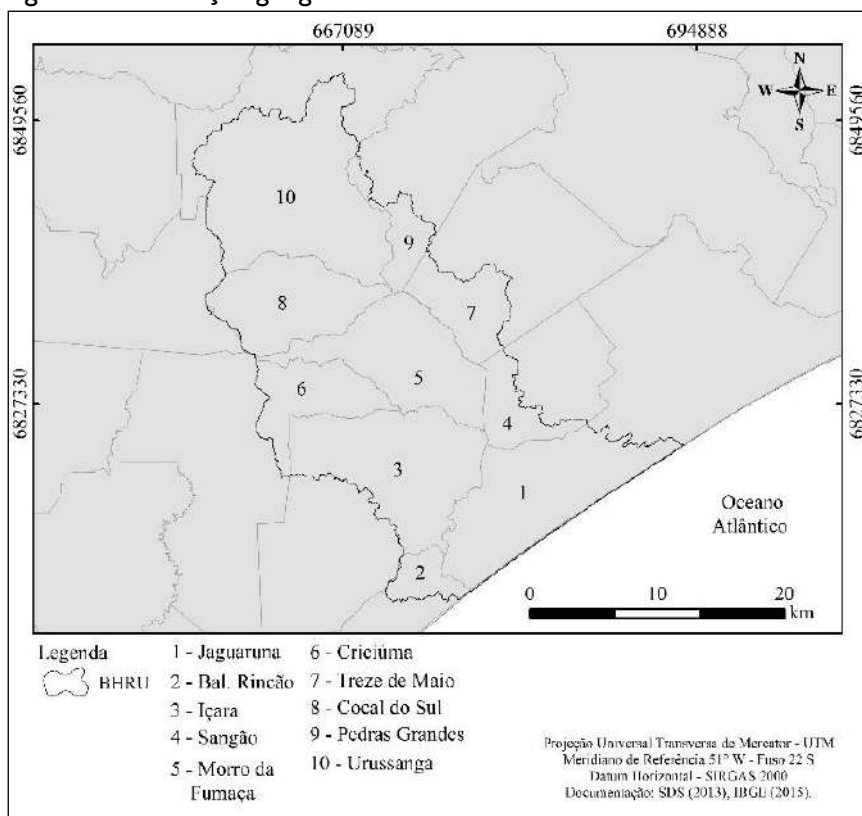 667089
694888
6849560
6849560
N
W E
S
10
9
8
7
6827330
6827330
6
5
4
3
1
2
Oceano
Atlântico
0 10 20
km
Legenda
BHRU
1 - Jaguaruna
2 - Bal. Rincão
3 - Içara
4 - Sangão
5 - Morro da
Fumaça
6 - Criciúma
7 - Treze de Maio
8 - Cocal do Sul
9 - Pedras Grandes
10 - Urussanga
Projeção Universal Transversa de Mercator - UTM
Meridiano de Referência 51° W - Fuso 22 S
Datum Horizontal - SIRGAS 2000
Documentação: SDS (2013), IBGE (2015).